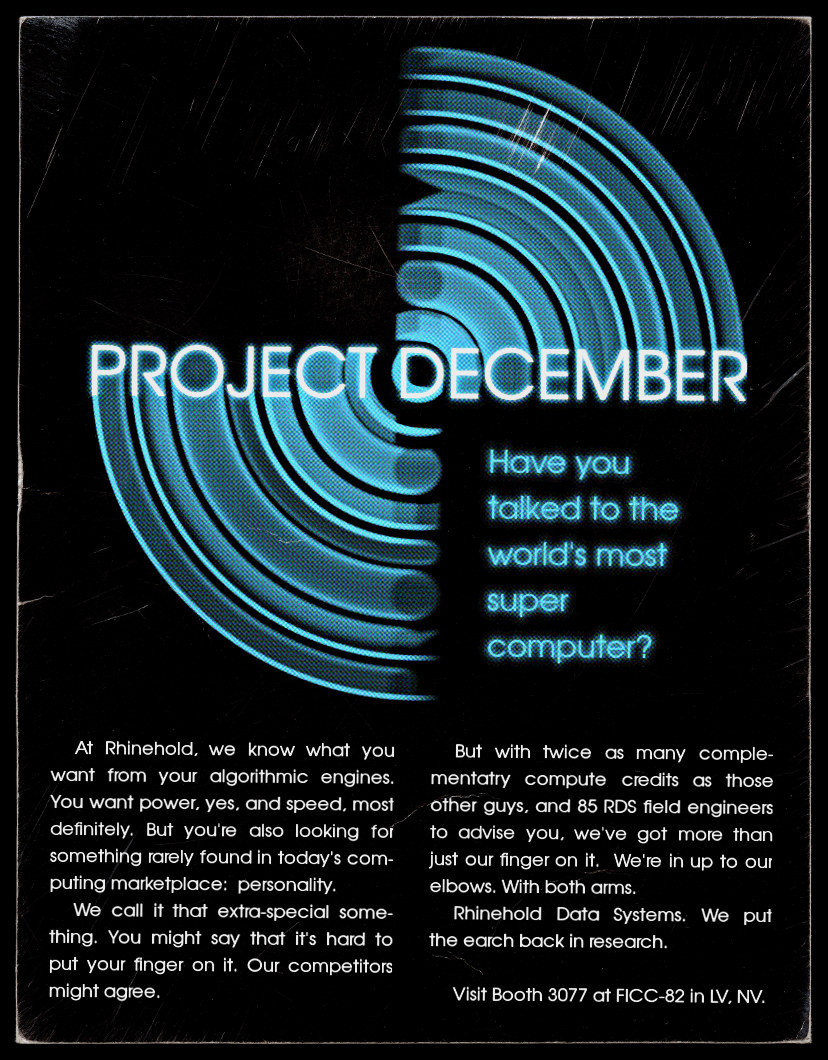 PROJECT DECEMBER
Have you
talked to the
world's most
super
computer?
At Rhinehold, we know what you
want from your algorithmic engines.
You want power, yes, and speed, most
definitely. But you're also looking for
something rarely found in today's com-
puting marketplace: personality.
We call it that extra-special some-
thing. You might say that it's hard to
put your finger on it. Our competitors
might agree.
But with twice as many comple-
mentatry compute credits as those
other guys, and 85 RDS field engineers
to advise you, we've got more than
just our finger on it. We're in up to our
elbows. With both arms.
Rhinehold Data Systems. We put
the earch back in research.
Visit Booth 3077 at FICC-82 in LV, NV.